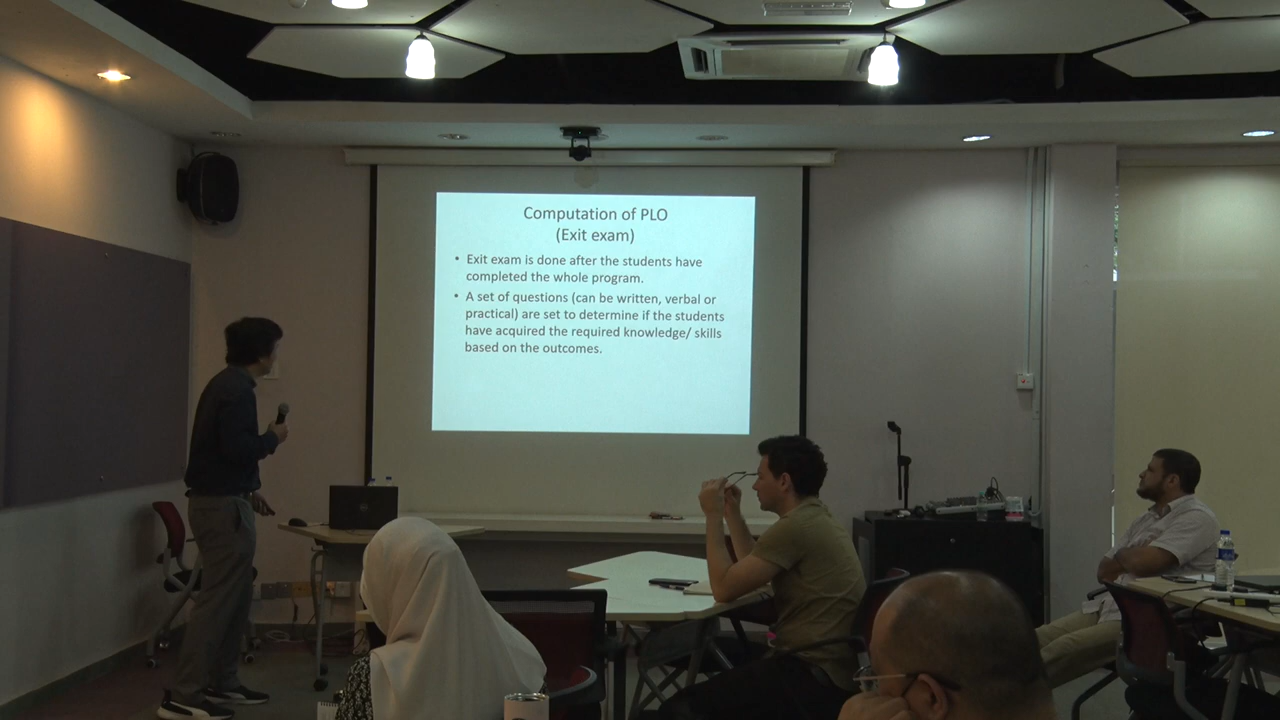 Computation of PLO
(Exit exam)
• Exit exam is done after the students have
completed the whole program.
• A set of questions (can be written, verbal or
practical) are set to determine if the students
have acquired the required knowledge/ skills
based on the outcomes.